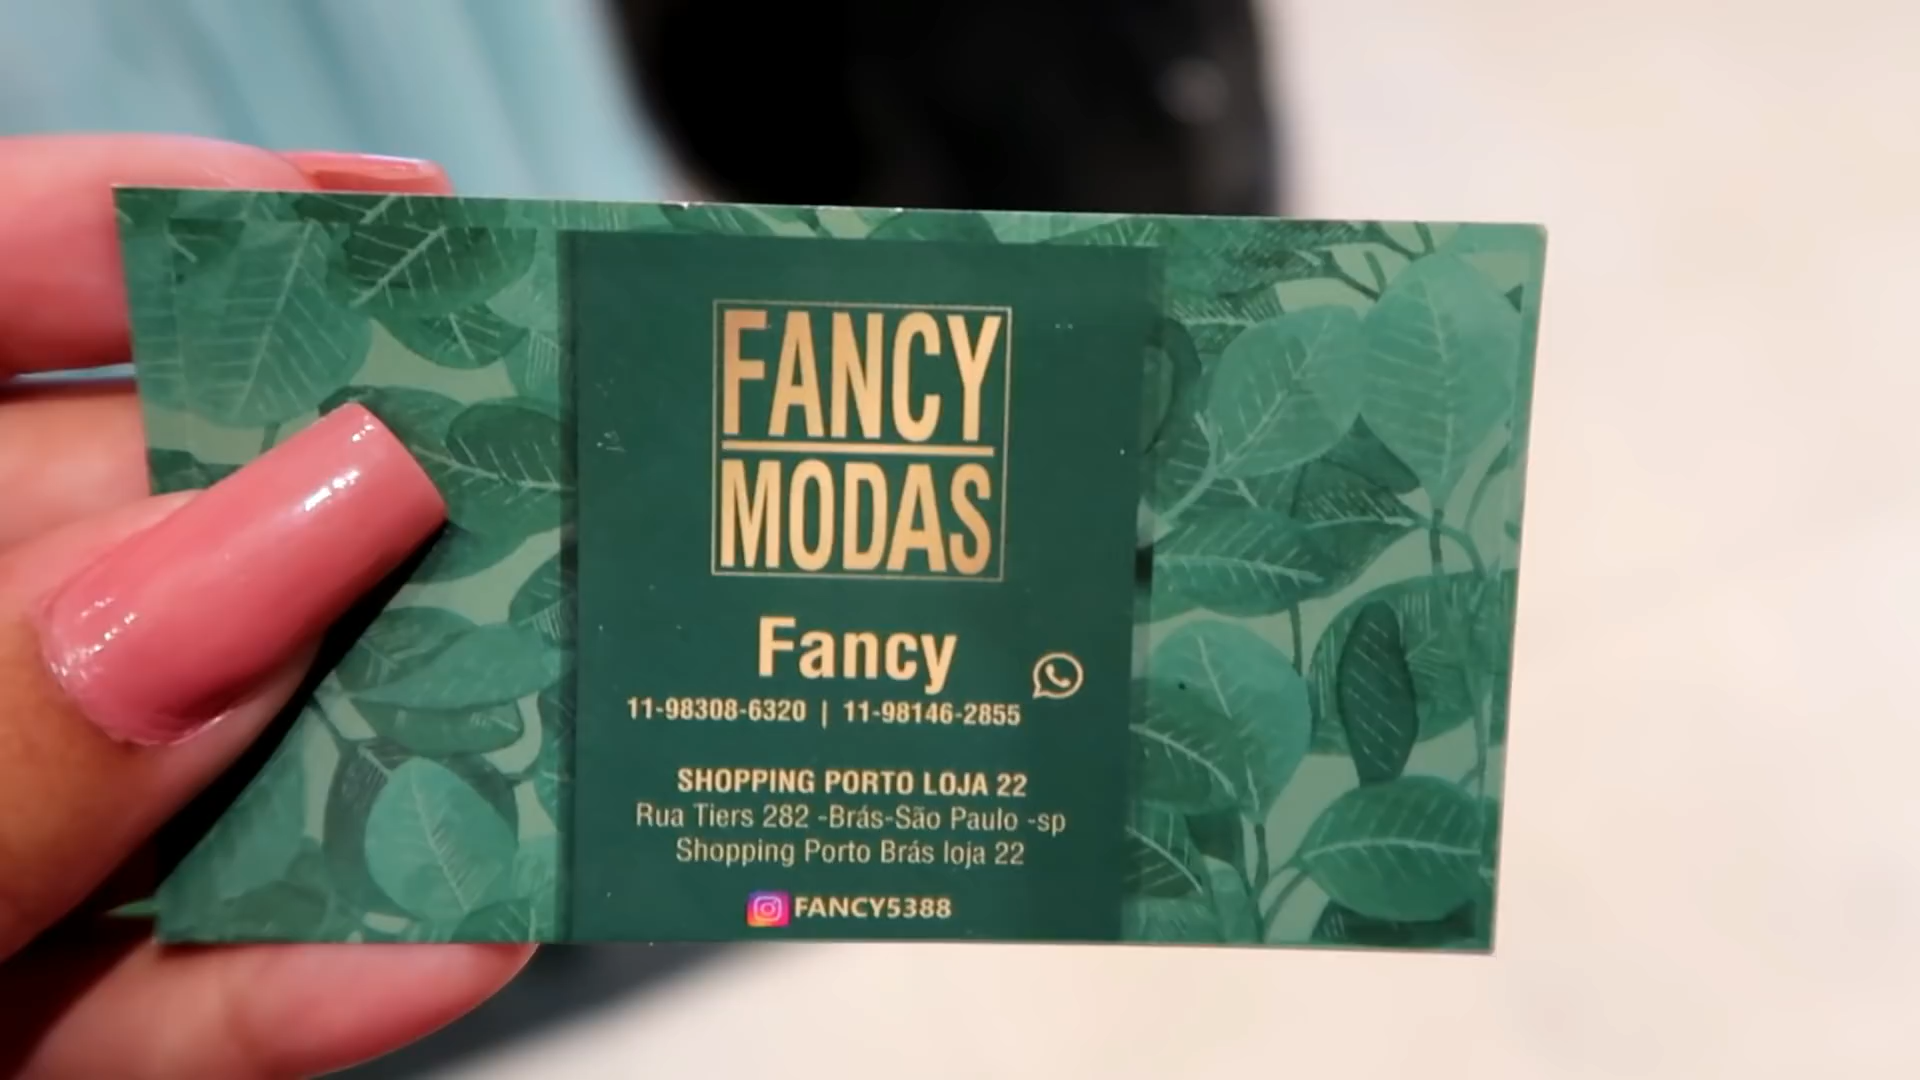 FANCY
MODAS
Fancy
11-98308-6320 | 11-98146-2855
SHOPPING PORTO LOJA 22
Rua Tiers 282 -Brás-São Paulo -sp
Shopping Porto Brás loja 22
FANCY5388